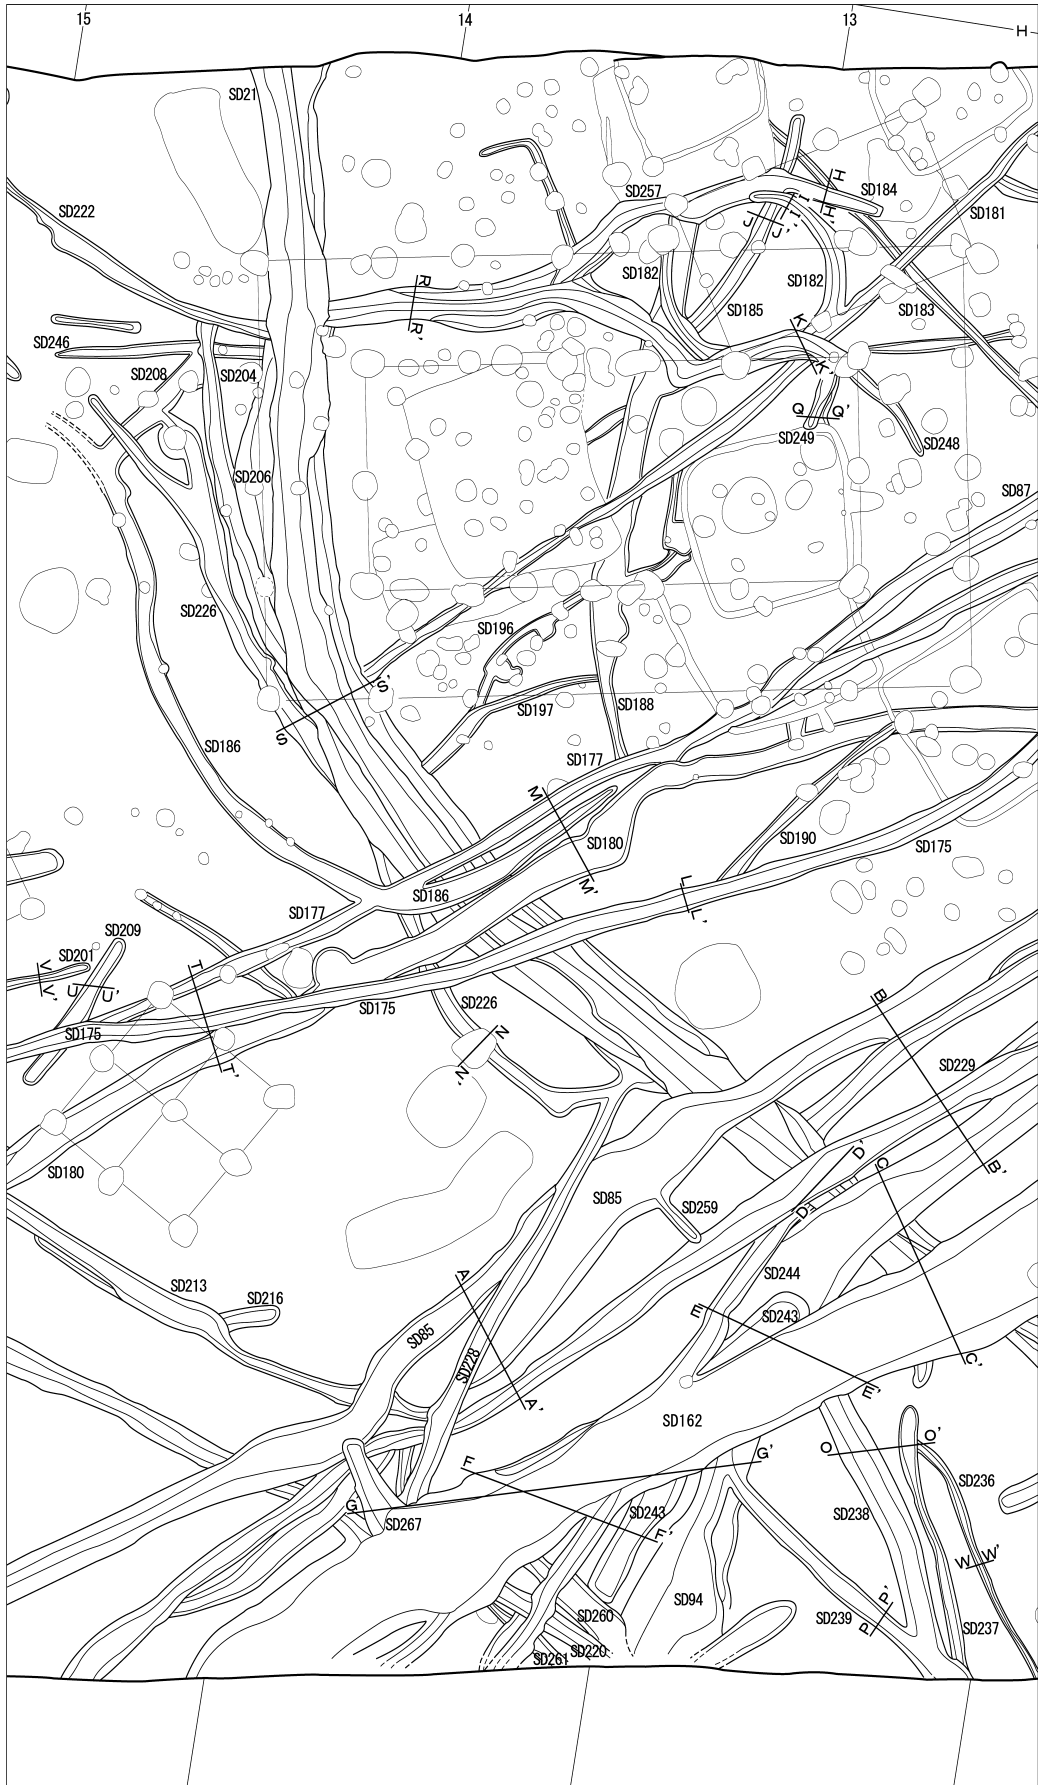 15
14
13
H
SD21
SD222
SD257
H
SD184
I
H'
I'
J
J'
SD181
SD182
SD182
R
SD185
SD183
R'
K
SD246
SD208
SD204
K'
Q
Q'
SD249
SD248
SD206
SD87
SD226
SD196
S'
SD197
SD188
S
SD186
SD177
M
SD180
SD190
SD175
L
M'
SD186
L'
SD177
SD209
SD201
V
T
V'
U
U'
SD175
SD226
B
SD175
N
T'
N'
SD229
D'
C
B'
SD180
SD85
SD259
D
SD244
A
SD213
SD216
E
SD243
SD85
SD228
C'
A'
E'
SD162
O
O'
F
G'
SD236
G
SD267
SD243
F'
SD238
W
W'
SD94
P'
SD260
SD239
P
SD237
SD220
SD261